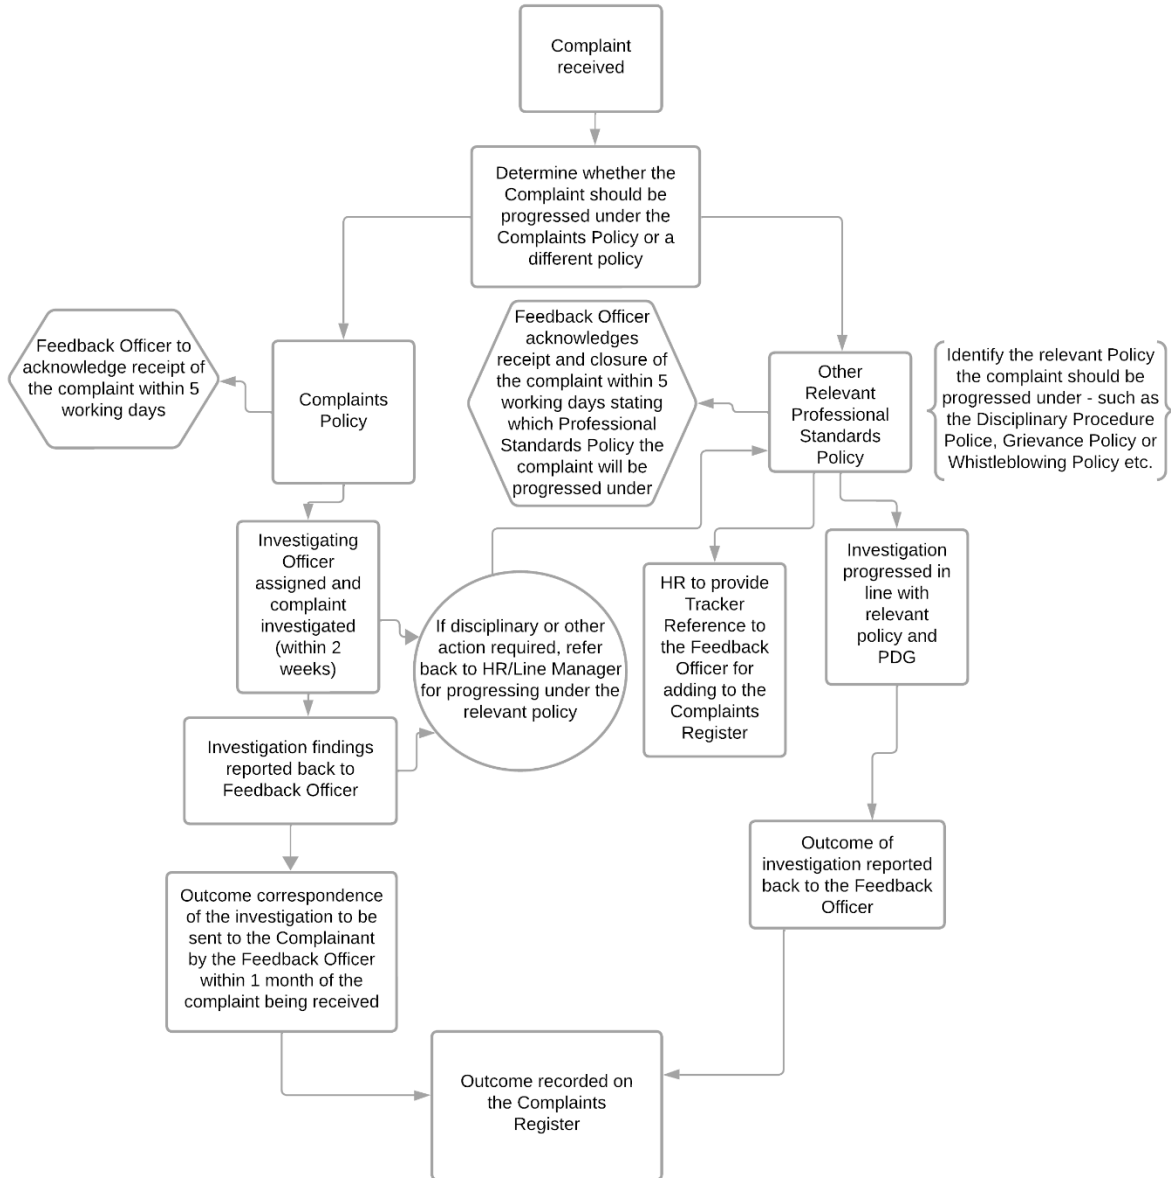 Complaint
received
Determine whether the
Complaint should be
progressed under the
Complaints Policy or a
different policy
Feedback Officer to
acknowledge receipt of
the complaint within 5
working days
Complaints
Policy
Feedback Officer
acknowledges
receipt and closure of
the complaint within 5
working days stating
which Professional
Standards Policy the
complaint will be
progressed under
Other
Relevant
Professional
Standards
Policy
Identify the relevant Policy
the complaint should be
progressed under - such as
the Disciplinary Procedure
Police, Grievance Policy or
Whistleblowing Policy etc.
Investigating
Officer
assigned and
complaint
investigated
(within 2
weeks)
If disciplinary or other
action required, refer
back to HR/Line Manager
for progressing under the
relevant policy
HR to provide
Tracker
Reference to
the Feedback
Officer for
adding to the
Complaints
Register
Investigation
progressed in
line with
relevant
policy and
PDG
Investigation findings
reported back to
Feedback Officer
Outcome of
investigation reported
back to the Feedback
Officer
Outcome correspondence
of the investigation to be
sent to the Complainant
by the Feedback Officer
within 1 month of the
complaint being received
Outcome recorded on
the Complaints
Register